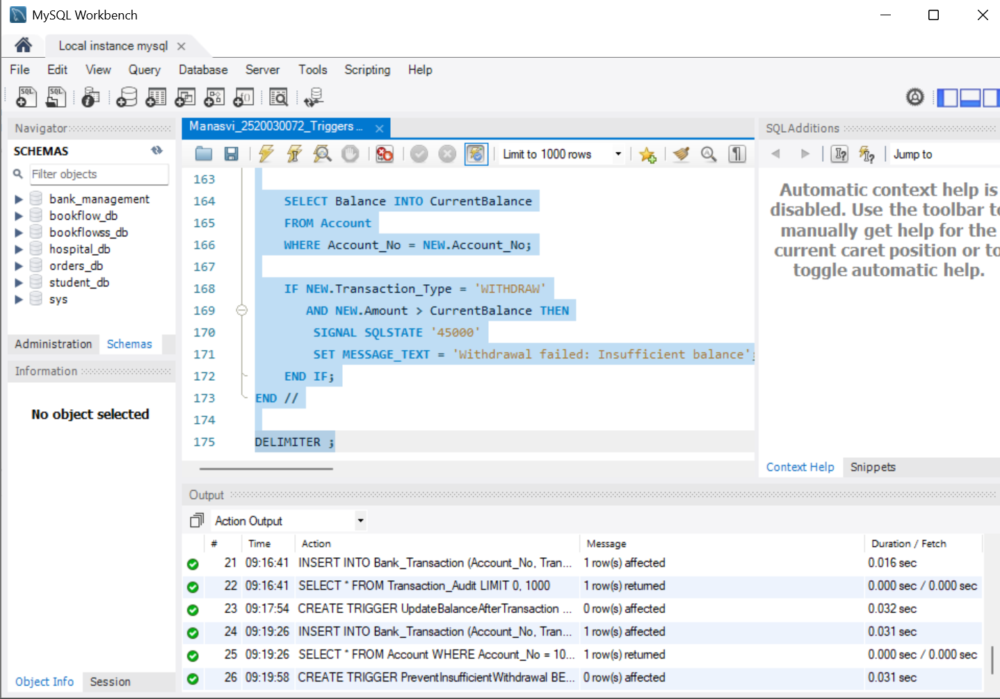 MySQL Workbench
Local instance mysql
File Edit View Query Database Server Tools Scripting Help
Navigator
SCHEMAS
Filter objects
bank_management
bookflow_db
bookflowss_db
hospital_db
orders_db
student_db
sys
Administration Schemas
Information
No object selected
Object Info Session
Manasvi_2520030072_Triggers ...
Limit to 1000 rows
163
164 SELECT Balance INTO CurrentBalance
165 FROM Account
166 WHERE Account_No = NEW.Account_No;
167
168 IF NEW.Transaction_Type = 'WITHDRAW'
169 AND NEW.Amount > CurrentBalance THEN
170 SIGNAL SQLSTATE '45000'
171 SET MESSAGE_TEXT = 'Withdrawal failed: Insufficient balance';
172 END IF;
173 END //
174
175 DELIMITER ;
SQLAdditions
Jump to
Automatic context help is
disabled. Use the toolbar to
manually get help for the
current caret position or to
toggle automatic help.
Context Help Snippets
Output
Action Output
# Time Action Message Duration / Fetch
21 09:16:41 INSERT INTO Bank_Transaction (Account_No, Tran... 1 row(s) affected 0.016 sec
22 09:16:41 SELECT * FROM Transaction_Audit LIMIT 0, 1000 1 row(s) returned 0.000 sec / 0.000 sec
23 09:17:54 CREATE TRIGGER UpdateBalanceAfterTransaction ... 0 row(s) affected 0.032 sec
24 09:19:26 INSERT INTO Bank_Transaction (Account_No, Tran... 1 row(s) affected 0.031 sec
25 09:19:26 SELECT * FROM Account WHERE Account_No = 10... 1 row(s) returned 0.000 sec / 0.000 sec
26 09:19:58 CREATE TRIGGER PreventInsufficientWithdrawal BE... 0 row(s) affected 0.031 sec